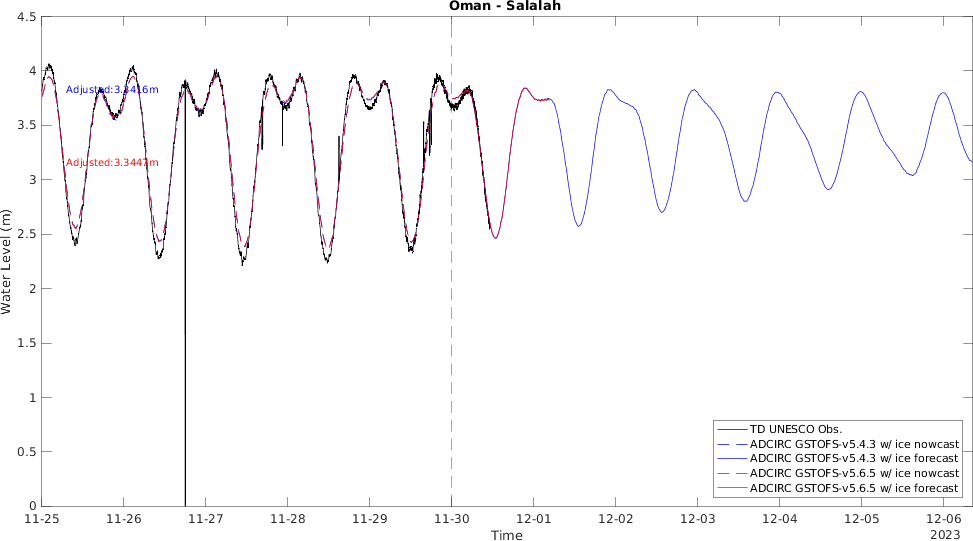 Oman - Salalah
4.5
4
3.5
3
2.5
2
1.5
1
0.5
0
Water Level (m)
Adjusted:3.3416m
Adjusted:3.3447m
TD UNESCO Obs.
ADCIRC GSTOFS-v5.4.3 w/ ice nowcast
ADCIRC GSTOFS-v5.4.3 w/ ice forecast
ADCIRC GSTOFS-v5.6.5 w/ ice nowcast
ADCIRC GSTOFS-v5.6.5 w/ ice forecast
11-25 11-26 11-27 11-28 11-29 11-30 12-01 12-02 12-03 12-04 12-05 12-06
2023
Time